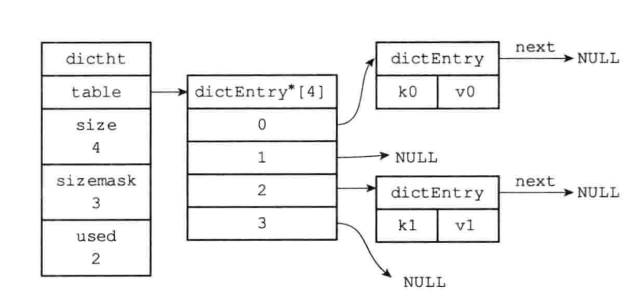 dictht
table
size
4
sizemask
3
used
2
dictEntry*[4]
0
1
2
3
dictEntry
k0 v0
next
NULL
NULL
dictEntry
k1 v1
next
NULL
NULL